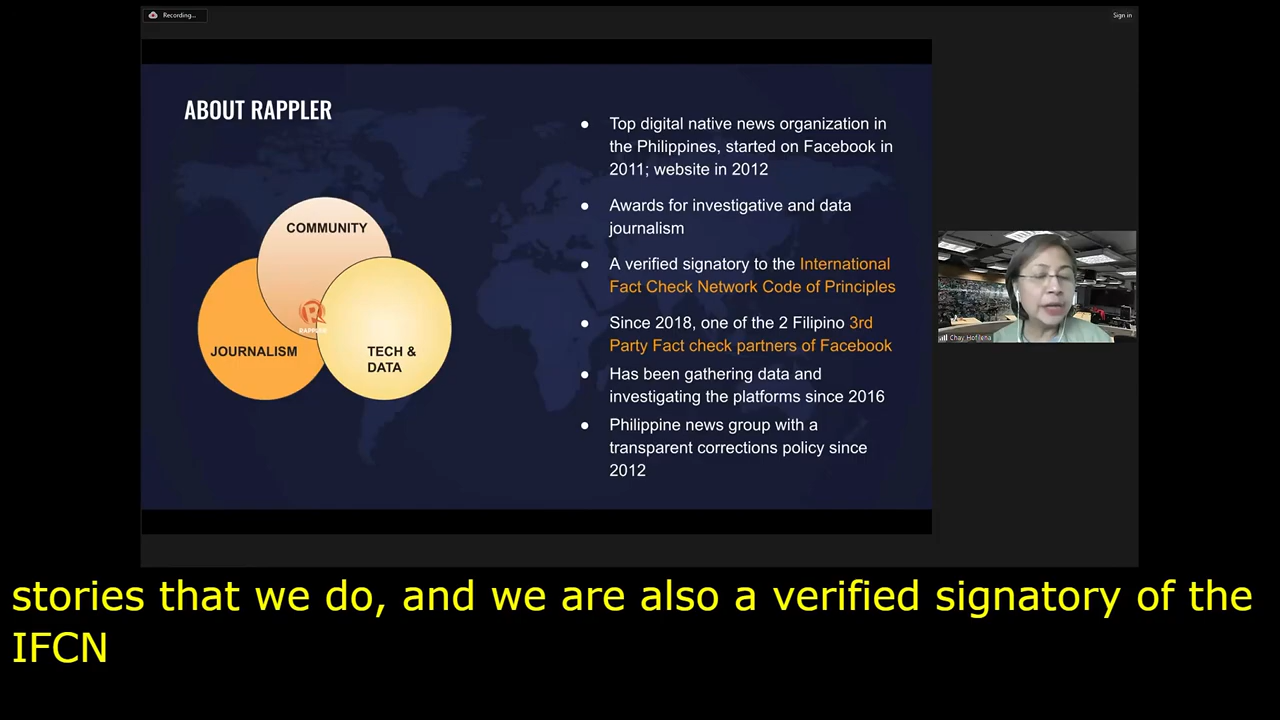 Recording...
Sign in
ABOUT RAPPLER
COMMUNITY
JOURNALISM
TECH &
DATA
RAPPLER
● Top digital native news organization in
the Philippines, started on Facebook in
2011; website in 2012
● Awards for investigative and data
journalism
● A verified signatory to the International
Fact Check Network Code of Principles
● Since 2018, one of the 2 Filipino 3rd
Party Fact check partners of Facebook
● Has been gathering data and
investigating the platforms since 2016
● Philippine news group with a
transparent corrections policy since
2012
Chay Hofilena
stories that we do, and we are also a verified signatory of the
IFCN